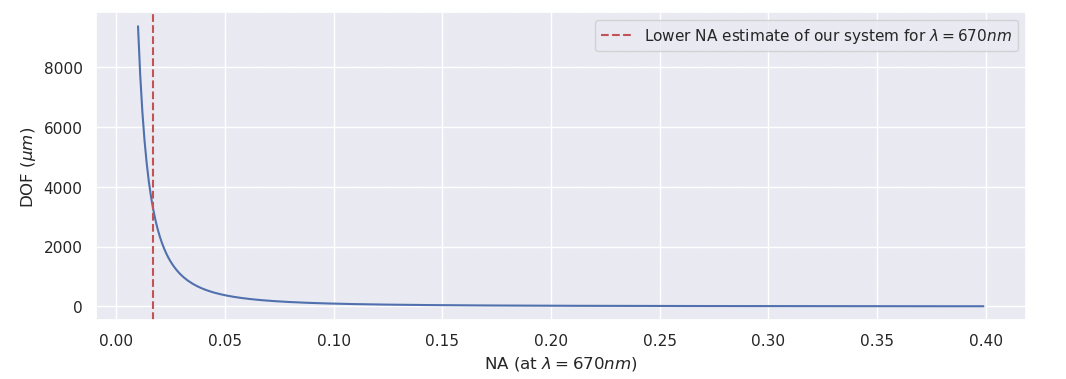 Lower NA estimate of our system for λ = 670nm
8000
6000
4000
2000
0
DOF (μm)
0.00 0.05 0.10 0.15 0.20 0.25 0.30 0.35 0.40
NA (at λ = 670nm)